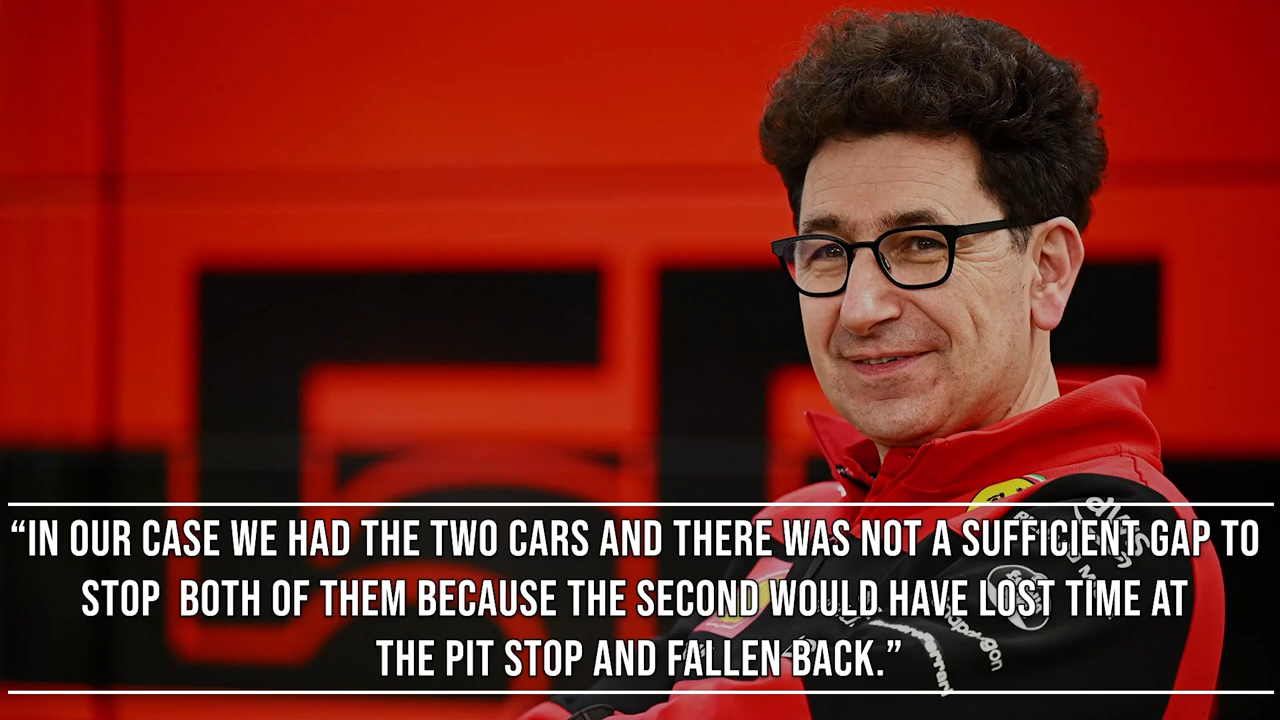 “IN OUR CASE WE HAD THE TWO CARS AND THERE WAS NOT A SUFFICIENT GAP TO
STOP  BOTH OF THEM BECAUSE THE SECOND WOULD HAVE LOST TIME AT
THE PIT STOP AND FALLEN BACK.”
snapdragon